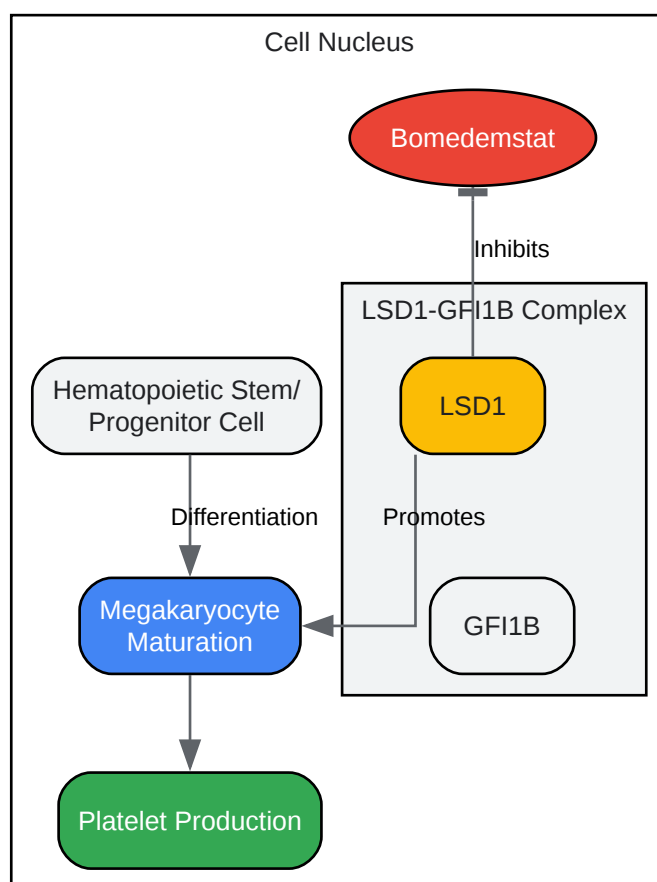 Cell Nucleus
Bomedemstat
Inhibits
LSD1-GFI1B Complex
Hematopoietic Stem/
Progenitor Cell
LSD1
Differentiation
Promotes
Megakaryocyte
Maturation
GFI1B
Platelet Production